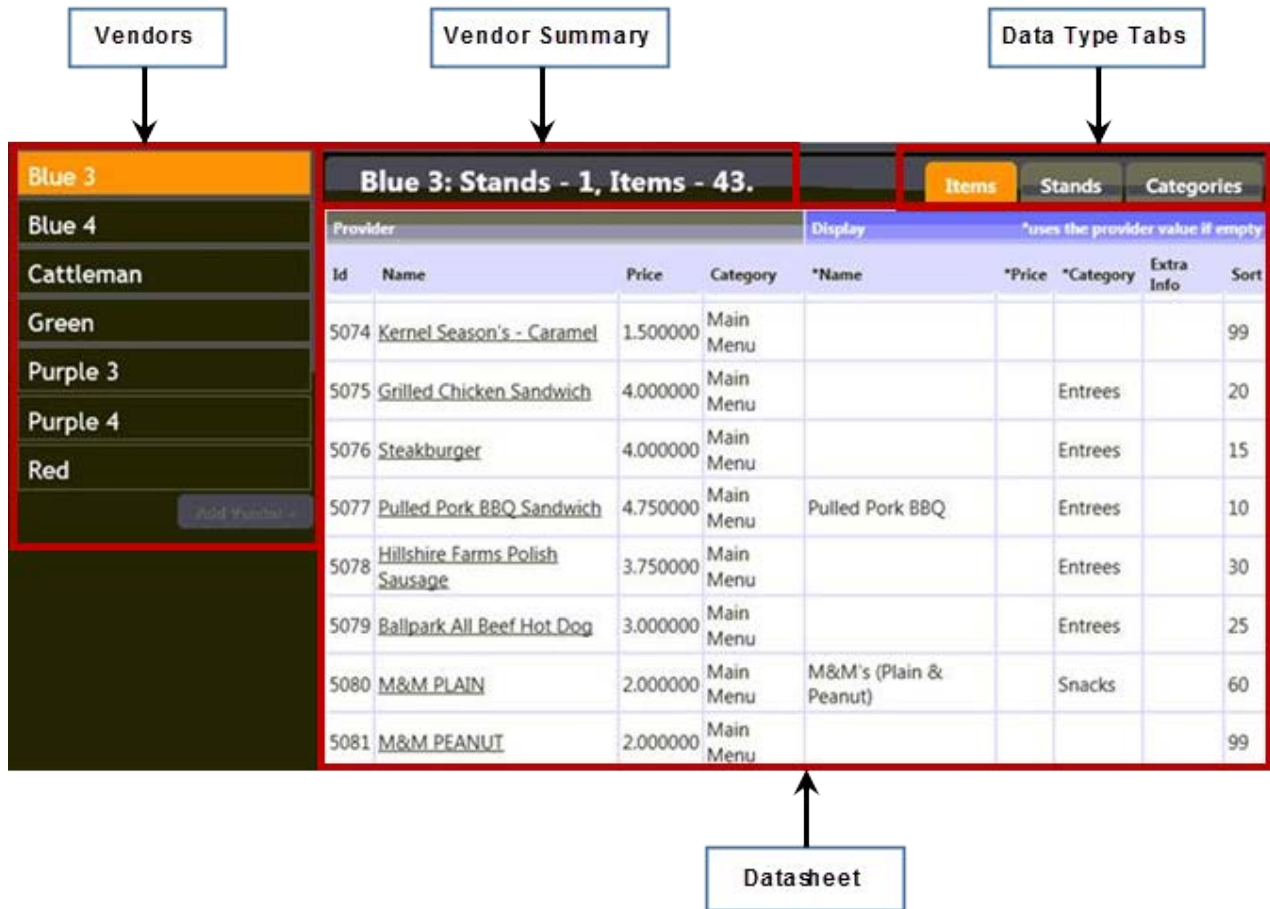 Vendors
Vendor Summary
Data Type Tabs
Blue 3
Blue 4
Cattleman
Green
Purple 3
Purple 4
Red
Add Vendor +
Blue 3: Stands - 1, Items - 43.
Items Stands Categories
Provider Display *uses the provider value if empty
Id Name Price Category *Name *Price *Category Extra Info Sort
5074 Kernel Season's - Caramel 1.500000 Main Menu 99
5075 Grilled Chicken Sandwich 4.000000 Main Menu Entrees 20
5076 Steakburger 4.000000 Main Menu Entrees 15
5077 Pulled Pork BBQ Sandwich 4.750000 Main Menu Pulled Pork BBQ Entrees 10
5078 Hillshire Farms Polish Sausage 3.750000 Main Menu Entrees 30
5079 Ballpark All Beef Hot Dog 3.000000 Main Menu Entrees 25
5080 M&M PLAIN 2.000000 Main Menu M&M's (Plain & Peanut) Snacks 60
5081 M&M PEANUT 2.000000 Main Menu 99
Datasheet